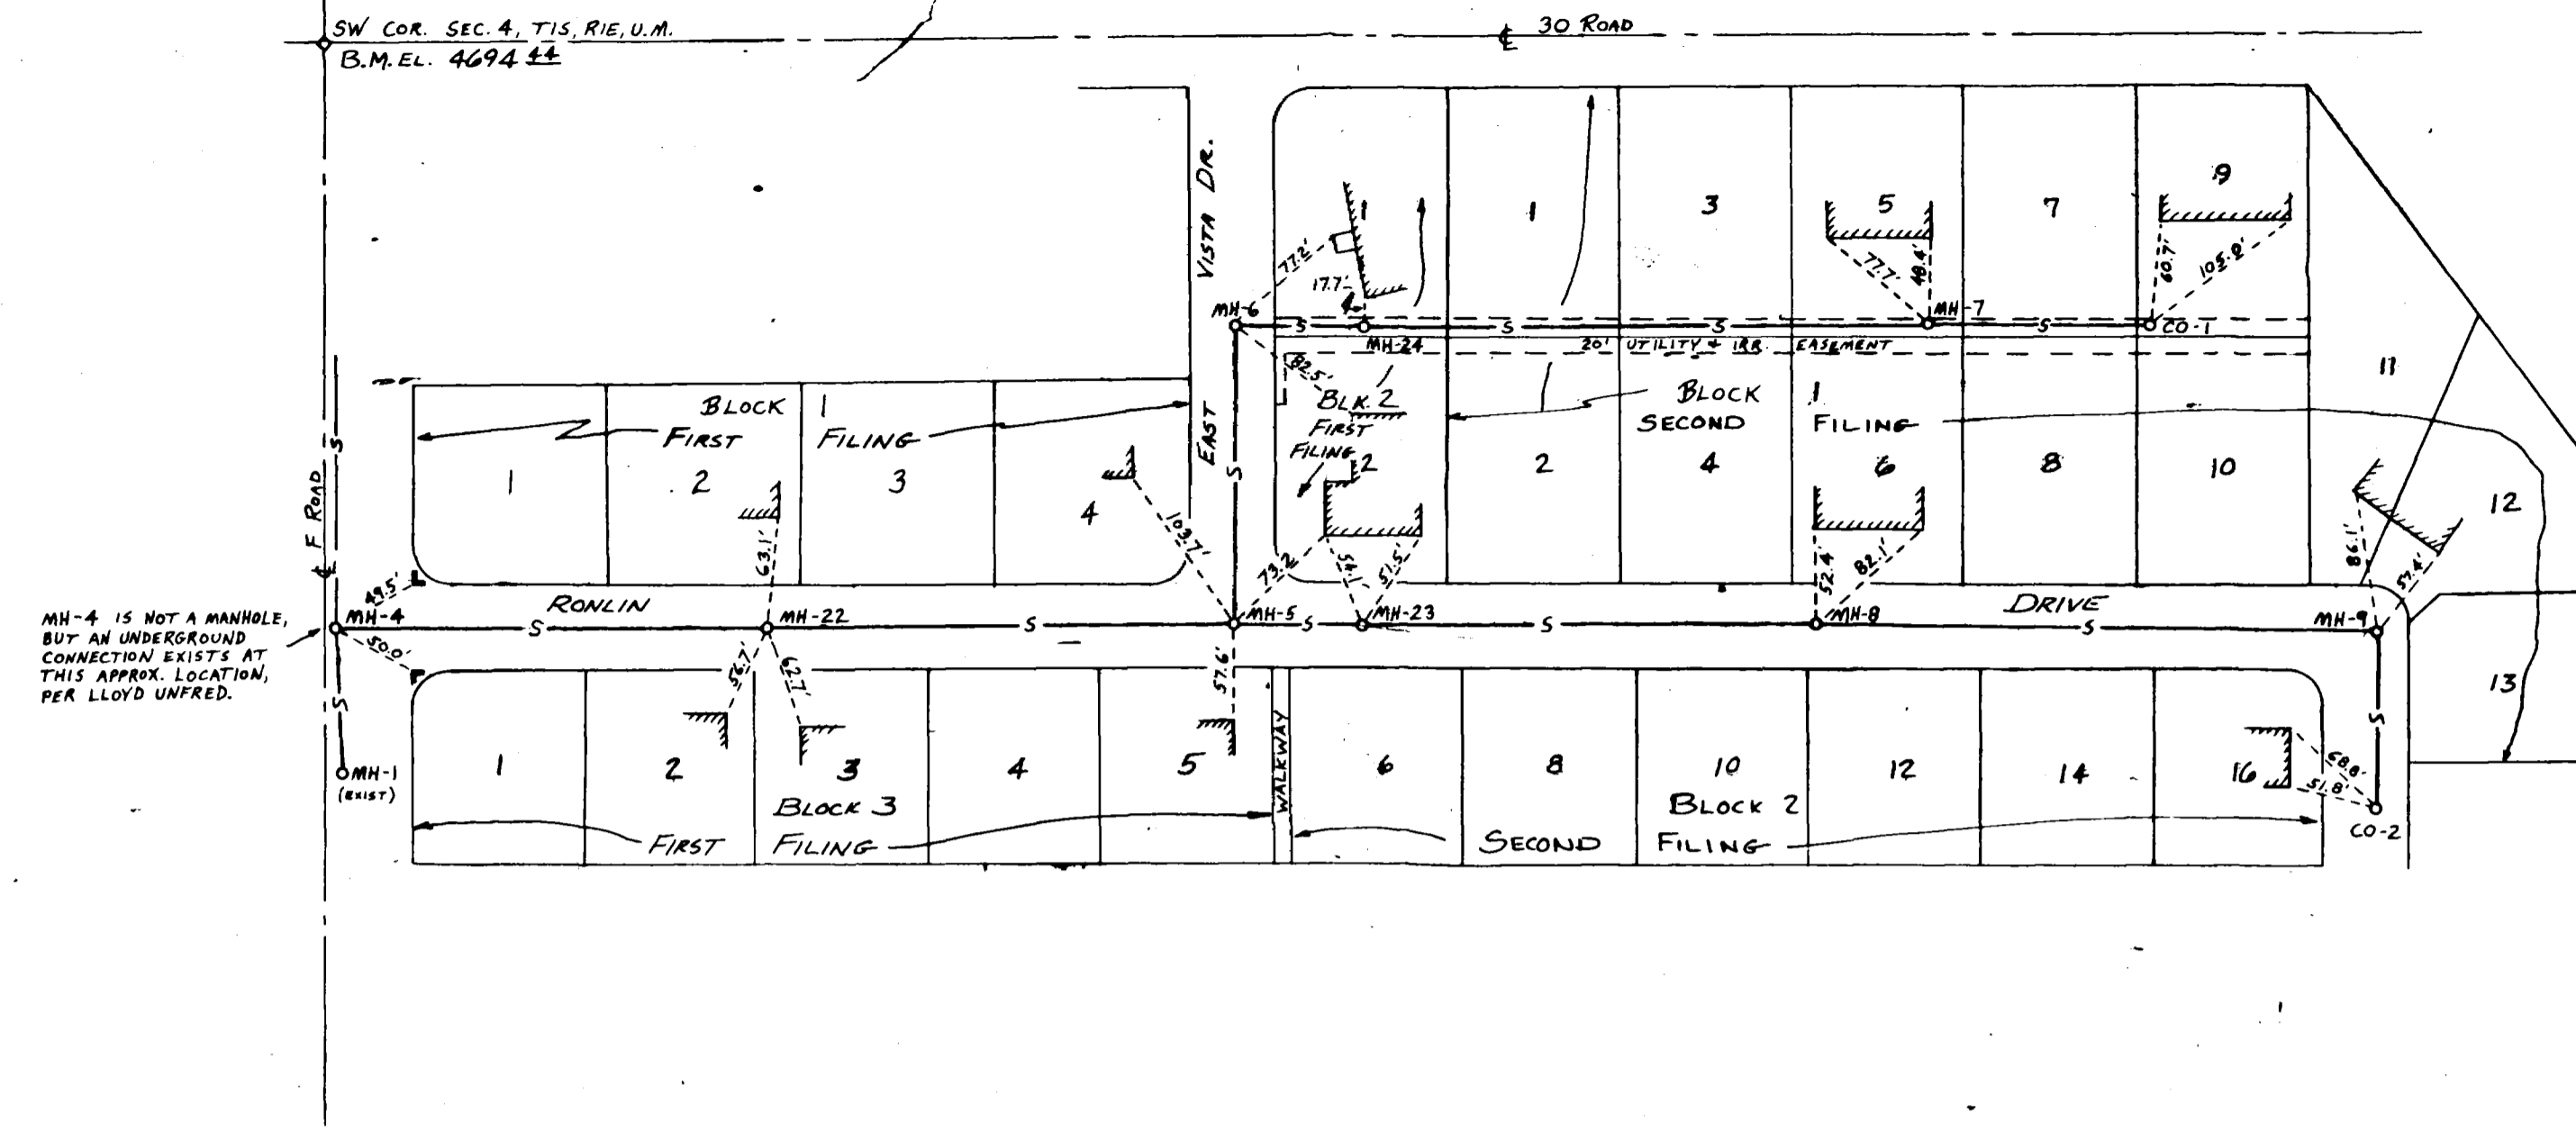 SW COR. SEC. 4, T1S, R1E, U.M.
B.M. EL. 4694 44
℄ 30 ROAD
EAST VISTA DR.
1
1
3
5
7
9
77.2'
17.7'
77.7'
48.4'
60.7'
MH-6
MH-7
S
S
S
S
CO-1
MH-24
20' UTILITY & IRR. EASEMENT
82.5'
11
BLOCK 1
FIRST FILING
BLK. 2
FIRST
FILING
BLOCK 1
SECOND FILING
1
2
3
4
2
2
4
6
8
10
12
S
S
℄ F ROAD
63.1'
103.7'
73.2
51.5'
52.4'
82.1'
86.1'
57.4'
49.5'
RONLIN
DRIVE
MH-4
MH-22
MH-5
MH-23
MH-8
MH-9
S
S
S
S
S
MH-4 IS NOT A MANHOLE,
BUT AN UNDERGROUND
CONNECTION EXISTS AT
THIS APPROX. LOCATION,
PER LLOYD UNFRED.
50.0'
56.7'
57.6'
13
S
S
WALKWAY
MH-1
(EXIST)
1
2
3
4
5
6
8
10
12
14
16
68.8'
51.8'
BLOCK 3
FIRST FILING
BLOCK 2
SECOND FILING
CO-2